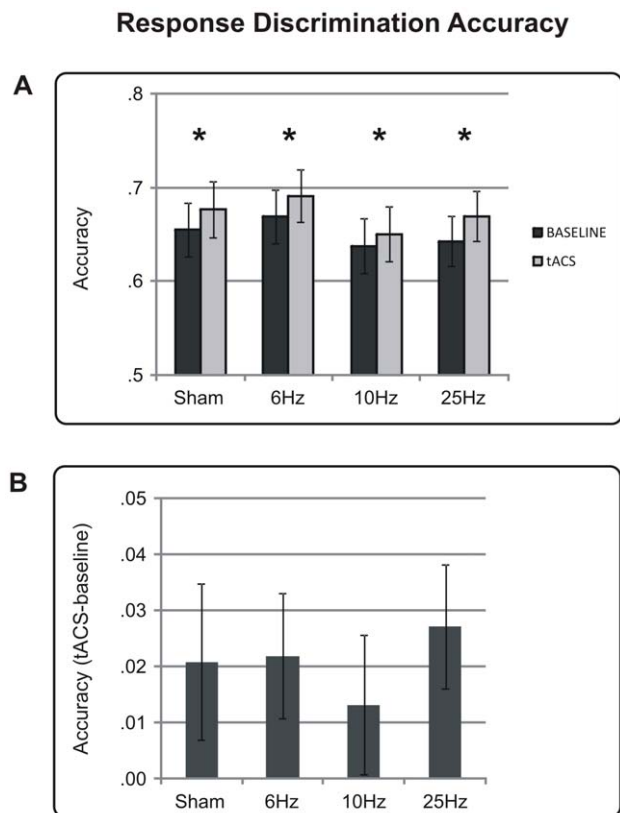 Response Discrimination Accuracy
A
.8
.7
.6
.5
Accuracy
* * * *
Sham 6Hz 10Hz 25Hz
BASELINE
tACS
B
.05
.04
.03
.02
.01
.00
Accuracy (tACS-baseline)
Sham 6Hz 10Hz 25Hz